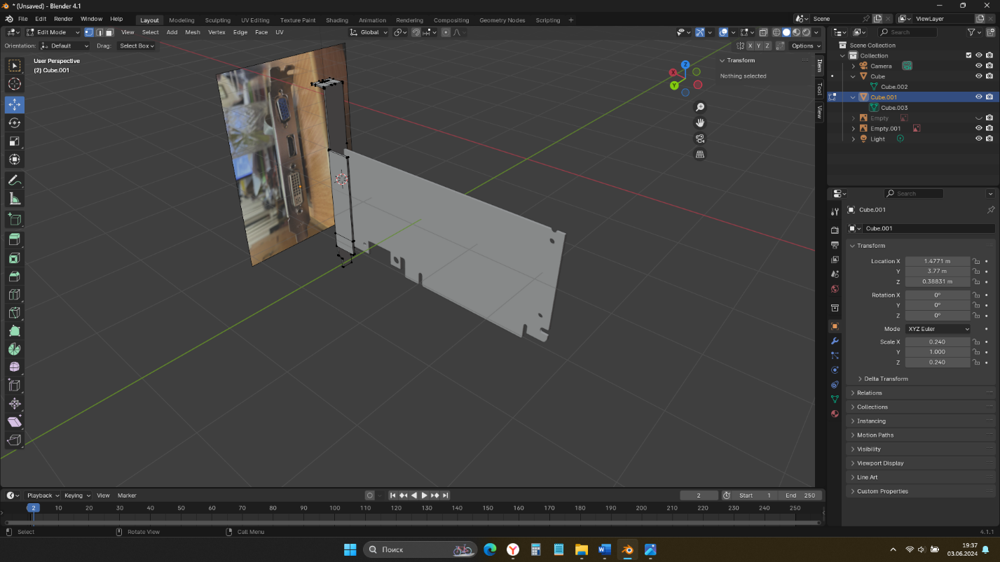 * (Unsaved) - Blender 4.1
File Edit Render Window Help Layout Modeling Sculpting UV Editing Texture Paint Shading Animation Rendering Compositing Geometry Nodes Scripting + Scene ViewLayer
Edit Mode View Select Add Mesh Vertex Edge Face UV Global Search
Orientation: Default Drag: Select Box X Y Z Options
User Perspective
(2) Cube.001
Z
X
Y
Transform
Nothing selected
Item
Tool
View
Scene Collection
Collection
Camera
Cube
Cube.002
Cube.001
Cube.003
Empty
Empty.001
Light
Search
Cube.001
Cube.001
Transform
Location X 1.4771 m
Y 3.77 m
Z 0.38831 m
Rotation X 0°
Y 0°
Z 0°
Mode XYZ Euler
Scale X 0.240
Y 1.000
Z 0.240
Delta Transform
Relations
Collections
Instancing
Motion Paths
Visibility
Viewport Display
Line Art
Custom Properties
Playback Keying View Marker 2 Start 1 End 250
2 10 20 30 40 50 60 70 80 90 100 110 120 130 140 150 160 170 180 190 200 210 220 230 240 250
Select Rotate View Call Menu 4.1.1
Поиск
19:37
03.06.2024